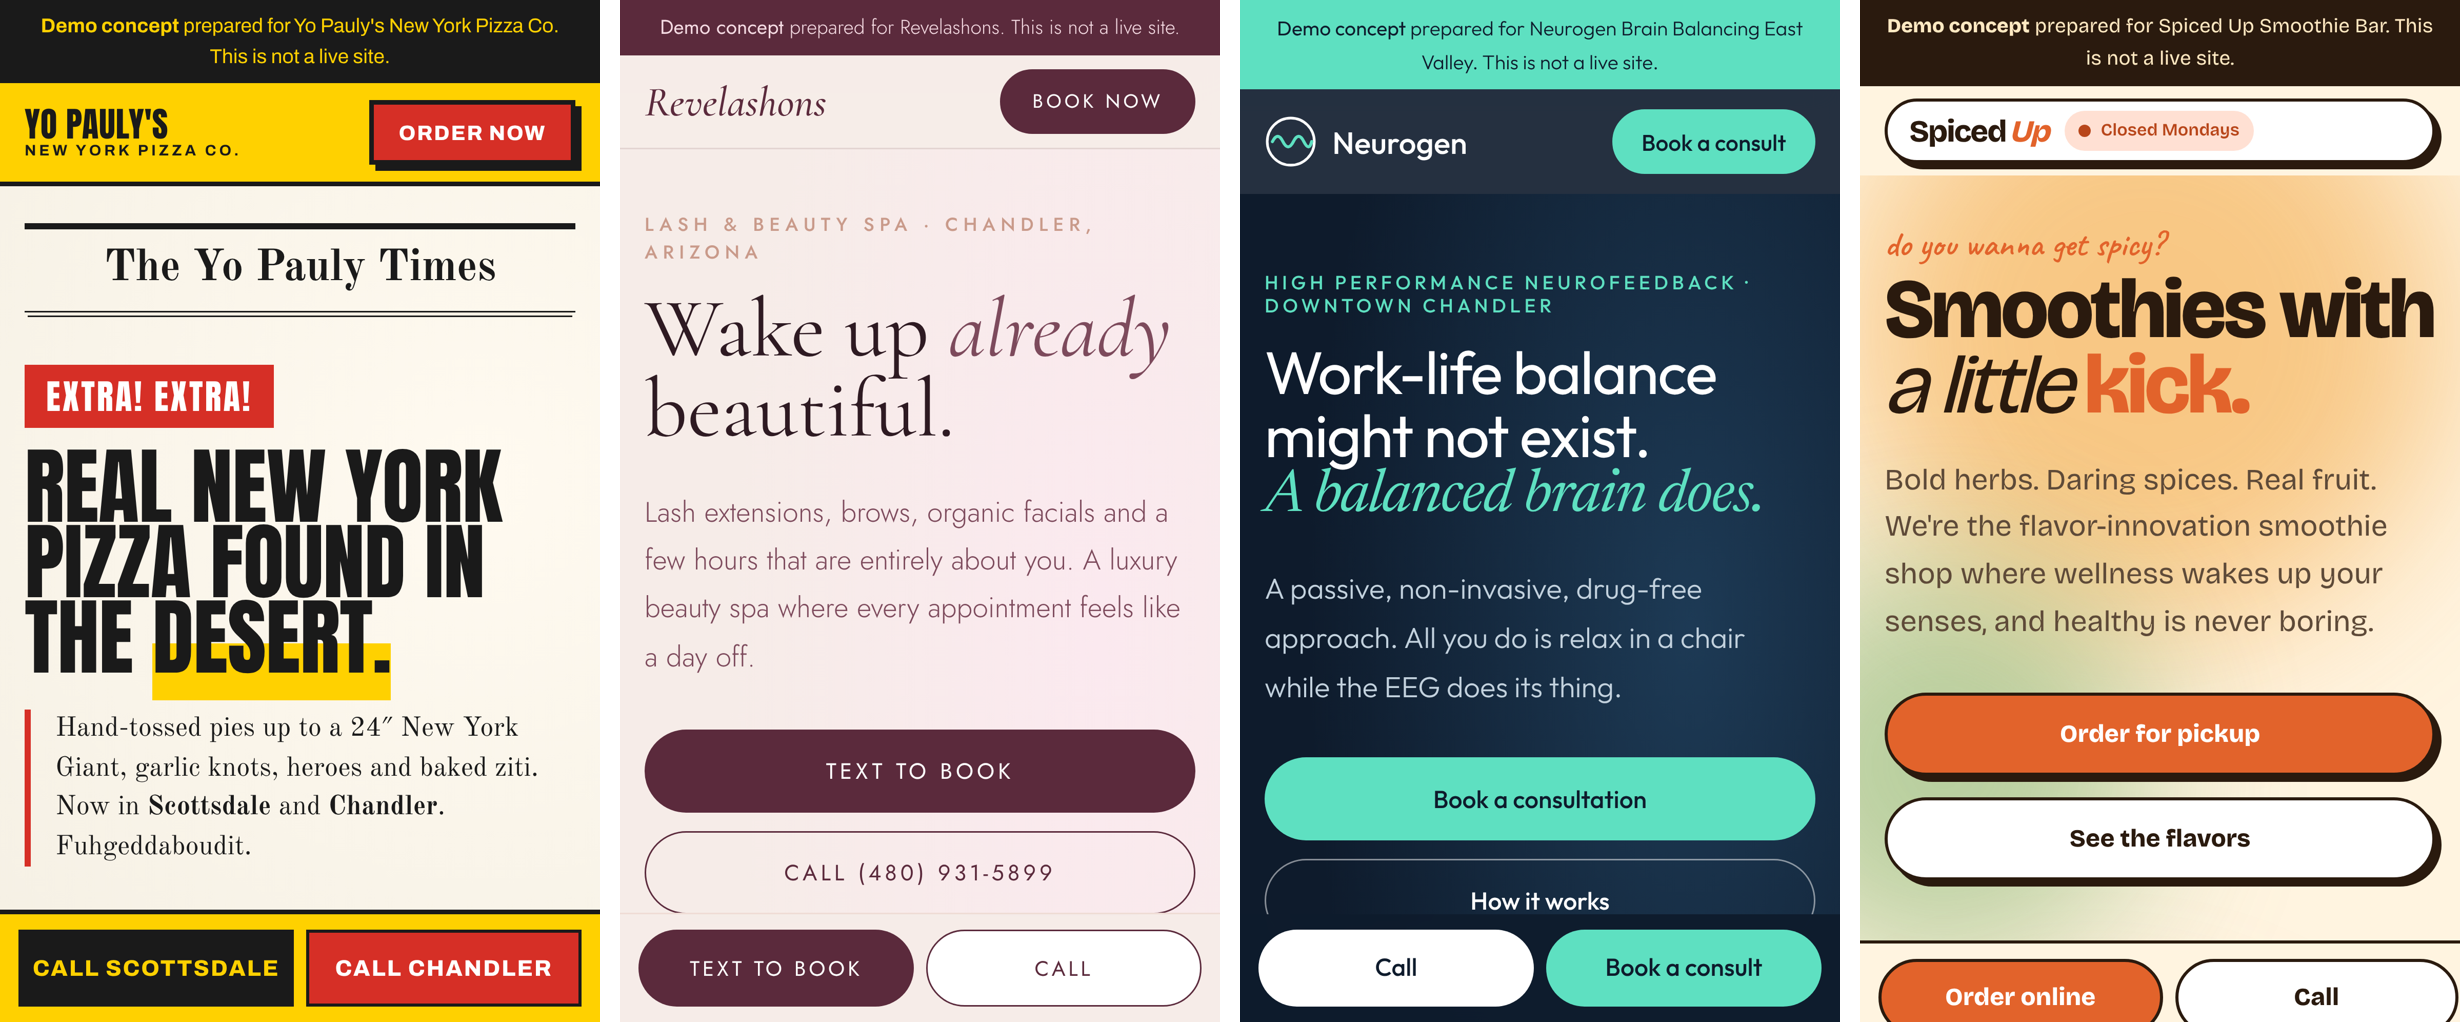 Demo concept prepared for Yo Pauly's New York Pizza Co.
This is not a live site.
YO PAULY'S
NEW YORK PIZZA CO.
ORDER NOW
The Yo Pauly Times
EXTRA! EXTRA!
REAL NEW YORK
PIZZA FOUND IN
THE DESERT.
Hand-tossed pies up to a 24″ New York
Giant, garlic knots, heroes and baked ziti.
Now in Scottsdale and Chandler.
Fuhgeddaboudit.
CALL SCOTTSDALE
CALL CHANDLER
Demo concept prepared for Revelashons. This is not a live site.
Revelashons
BOOK NOW
LASH & BEAUTY SPA · CHANDLER,
ARIZONA
Wake up already
beautiful.
Lash extensions, brows, organic facials and a
few hours that are entirely about you. A luxury
beauty spa where every appointment feels like
a day off.
TEXT TO BOOK
CALL (480) 931-5899
TEXT TO BOOK
CALL
Demo concept prepared for Neurogen Brain Balancing East
Valley. This is not a live site.
Neurogen
Book a consult
HIGH PERFORMANCE NEUROFEEDBACK ·
DOWNTOWN CHANDLER
Work-life balance
might not exist.
A balanced brain does.
A passive, non-invasive, drug-free
approach. All you do is relax in a chair
while the EEG does its thing.
Book a consultation
How it works
Call
Book a consult
Demo concept prepared for Spiced Up Smoothie Bar. This
is not a live site.
Spiced Up
Closed Mondays
do you wanna get spicy?
Smoothies with
a little kick.
Bold herbs. Daring spices. Real fruit.
We're the flavor-innovation smoothie
shop where wellness wakes up your
senses, and healthy is never boring.
Order for pickup
See the flavors
Order online
Call